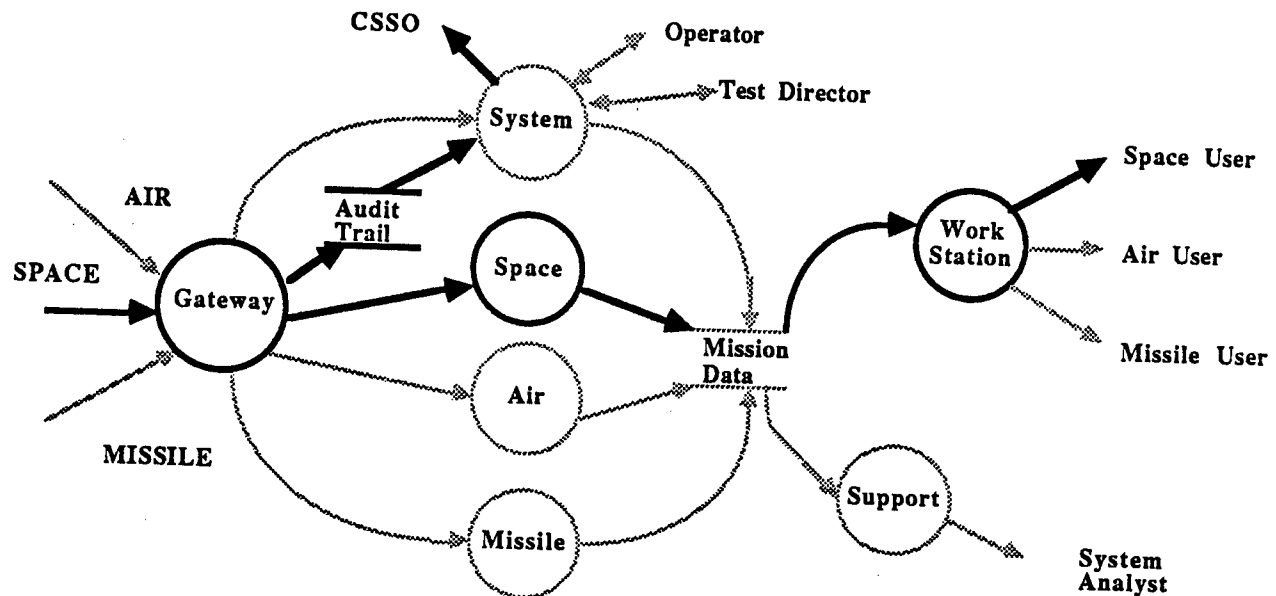 CSSO
Operator
Test Director
System
Space User
AIR
Audit
Trail
Work
Station
Air User
SPACE
Gateway
Space
Mission
Data
Missile User
Air
MISSILE
Support
Missile
System
Analyst